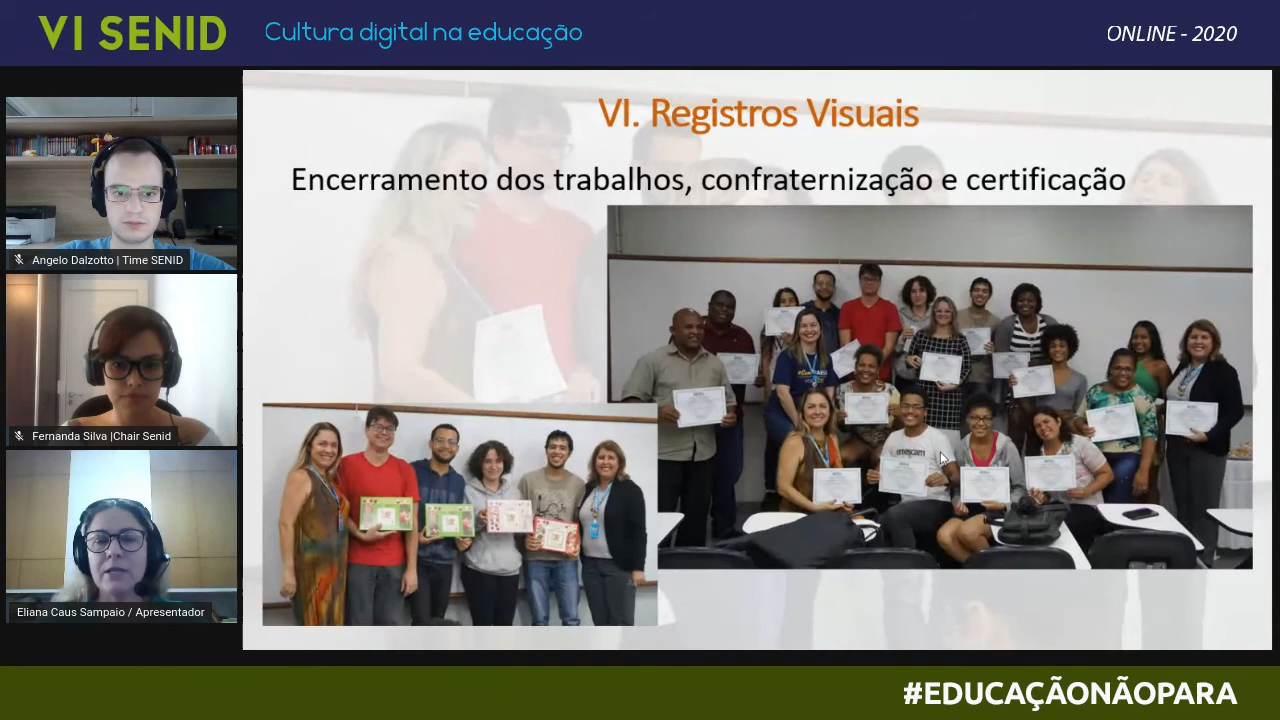 VI SENID
Cultura digital na educação
ONLINE - 2020
Angelo Dalzotto | Time SENID
Fernanda Silva |Chair Senid
Eliana Caus Sampaio / Apresentador
VI. Registros Visuais
Encerramento dos trabalhos, confraternização e certificação
#EDUCAÇÃONÃOPARA